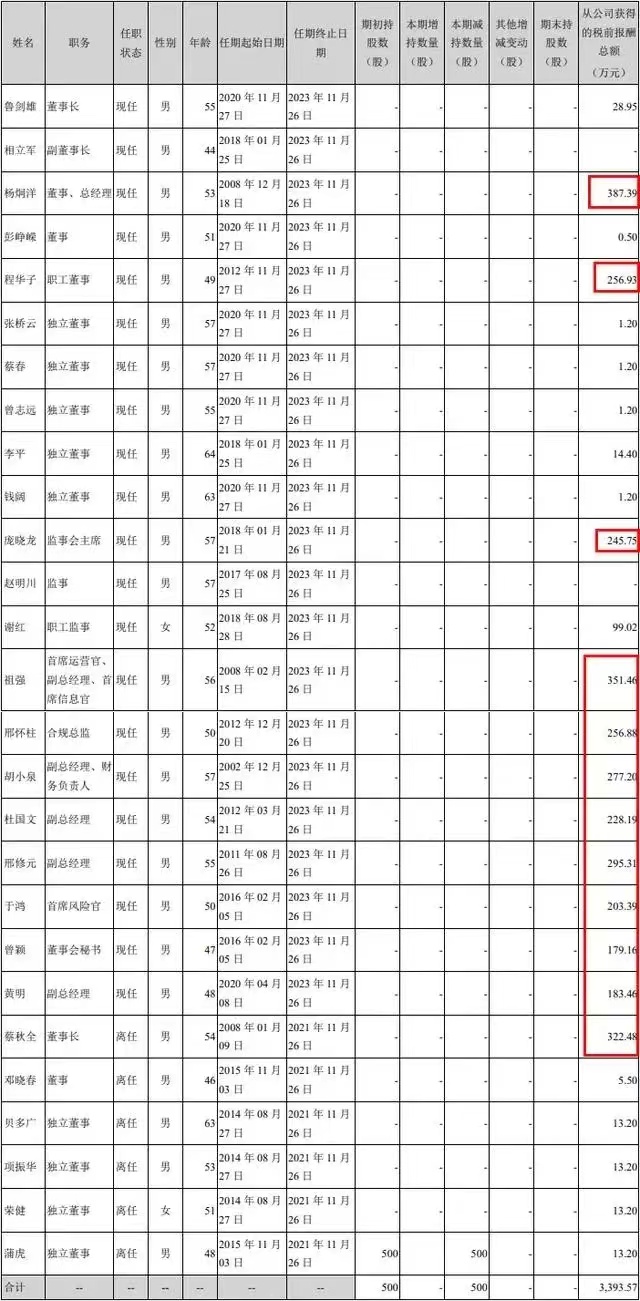 姓名 职务 任职状态 性别 年龄 任期起始日期 任期终止日期 期初持股数（股） 本期增持数量（股） 本期减持数量（股） 其他增减变动（股） 期末持股数（股） 从公司获得的税前报酬总额（万元）
鲁剑雄 董事长 现任 男 55 2020 年 11 月 27 日 2023 年 11 月 26 日 - - - - - 28.95
相立军 副董事长 现任 男 44 2018 年 01 月 25 日 2023 年 11 月 26 日 - - - - - -
杨炯洋 董事、总经理 现任 男 53 2008 年 12 月 18 日 2023 年 11 月 26 日 - - - - - 387.39
彭峥嵘 董事 现任 男 51 2020 年 11 月 27 日 2023 年 11 月 26 日 - - - - - 0.50
程华子 职工董事 现任 男 49 2012 年 11 月 27 日 2023 年 11 月 26 日 - - - - - 256.93
张桥云 独立董事 现任 男 57 2020 年 11 月 27 日 2023 年 11 月 26 日 - - - - - 1.20
蔡春 独立董事 现任 男 57 2020 年 11 月 27 日 2023 年 11 月 26 日 - - - - - 1.20
曾志远 独立董事 现任 男 55 2020 年 11 月 27 日 2023 年 11 月 26 日 - - - - - 1.20
李平 独立董事 现任 男 64 2018 年 01 月 25 日 2023 年 11 月 26 日 - - - - - 14.40
钱阔 独立董事 现任 男 63 2020 年 11 月 27 日 2023 年 11 月 26 日 - - - - - 1.20
庞晓龙 监事会主席 现任 男 57 2018 年 01 月 21 日 2023 年 11 月 26 日 - - - - - 245.75
赵明川 监事 现任 男 57 2017 年 08 月 25 日 2023 年 11 月 26 日 - - - - - -
谢红 职工监事 现任 女 52 2018 年 08 月 28 日 2023 年 11 月 26 日 - - - - - 99.02
祖强 首席运营官、副总经理、首席信息官 现任 男 56 2008 年 02 月 15 日 2023 年 11 月 26 日 - - - - - 351.46
邢怀柱 合规总监 现任 男 50 2012 年 12 月 20 日 2023 年 11 月 26 日 - - - - - 256.88
胡小泉 副总经理、财务负责人 现任 男 57 2002 年 12 月 25 日 2023 年 11 月 26 日 - - - - - 277.20
杜国文 副总经理 现任 男 54 2012 年 03 月 21 日 2023 年 11 月 26 日 - - - - - 228.19
邢修元 副总经理 现任 男 55 2011 年 08 月 26 日 2023 年 11 月 26 日 - - - - - 295.31
于鸿 首席风险官 现任 男 50 2016 年 02 月 05 日 2023 年 11 月 26 日 - - - - - 203.39
曾颖 董事会秘书 现任 男 47 2016 年 02 月 05 日 2023 年 11 月 26 日 - - - - - 179.16
黄明 副总经理 现任 男 48 2020 年 04 月 08 日 2023 年 11 月 26 日 - - - - - 183.46
蔡秋全 董事长 离任 男 54 2008 年 01 月 09 日 2021 年 11 月 26 日 - - - - - 322.48
邓晓春 董事 离任 男 46 2015 年 11 月 03 日 2021 年 11 月 26 日 - - - - - 5.50
贝多广 独立董事 离任 男 63 2014 年 08 月 27 日 2021 年 11 月 26 日 - - - - - 13.20
项振华 独立董事 离任 男 53 2014 年 08 月 27 日 2021 年 11 月 26 日 - - - - - 13.20
荣健 独立董事 离任 女 51 2014 年 08 月 27 日 2021 年 11 月 26 日 - - - - - 13.20
蒲虎 独立董事 离任 男 48 2015 年 11 月 03 日 2021 年 11 月 26 日 500 - 500 - - 13.20
合计 -- -- -- -- -- -- 500 - 500 - - 3,393.57